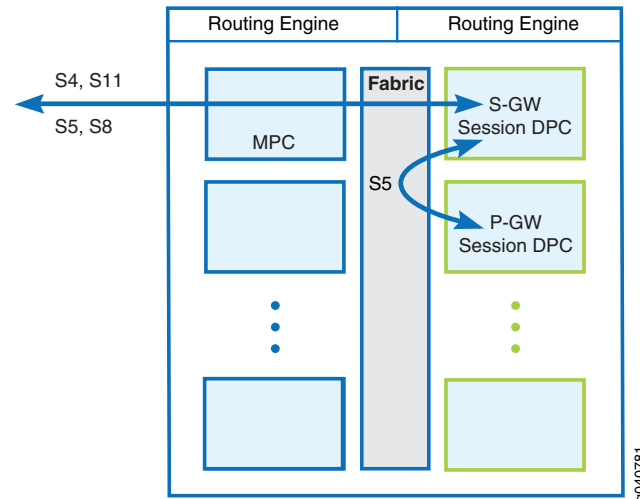 Routing Engine
Routing Engine
S4, S11
S5, S8
MPC
Fabric
S-GW
Session DPC
S5
P-GW
Session DPC